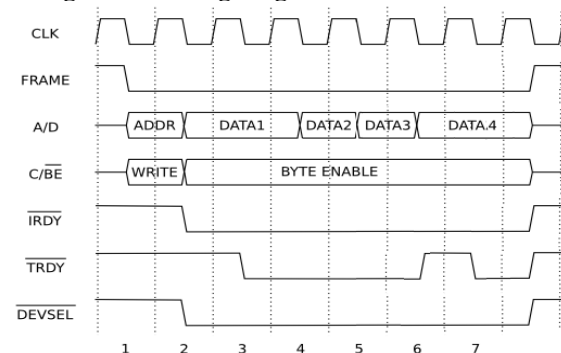 CLK
FRAME
A/D ADDR DATA1 DATA2 DATA3 DATA.4
C/BE WRITE BYTE ENABLE
IRDY
TRDY
DEVSEL
1 2 3 4 5 6 7